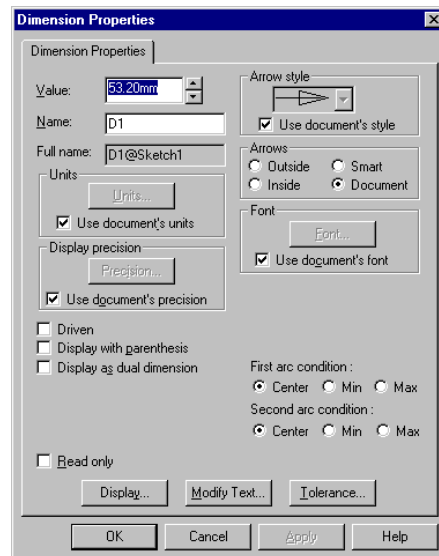 Dimension Properties
Dimension Properties
Value: 53.20mm
Name: D1
Full name: D1@Sketch1
Units
Units...
Use document's units
Display precision
Precision...
Use document's precision
Driven
Display with parenthesis
Display as dual dimension
Read only
Arrow style
Use document's style
Arrows
Outside Smart
Inside Document
Font
Font...
Use document's font
First arc condition :
Center Min Max
Second arc condition :
Center Min Max
Display... Modify Text... Tolerance...
OK Cancel Apply Help